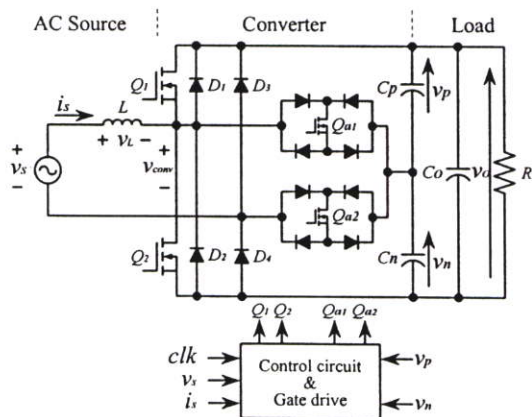 AC Source Converter Load
Q1 D1 D3 Cp vp
is L Qa1
+ vL −
+ vs −
+ vconv −
Co vo R
Qa2
Q2 D2 D4 Cn vn
Q1 Q2 Qa1 Qa2
clk
vs
is
Control circuit
&
Gate drive
vp
vn